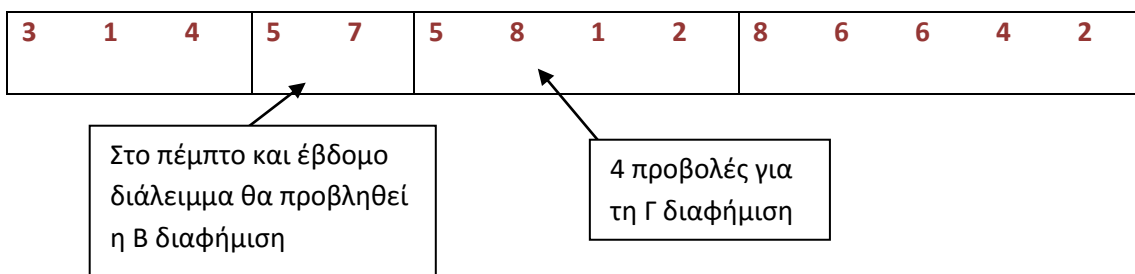 3 1 4 5 7 5 8 1 2 8 6 6 4 2
Στο πέμπτο και έβδομο
διάλειμμα θα προβληθεί
η Β διαφήμιση
4 προβολές για
τη Γ διαφήμιση